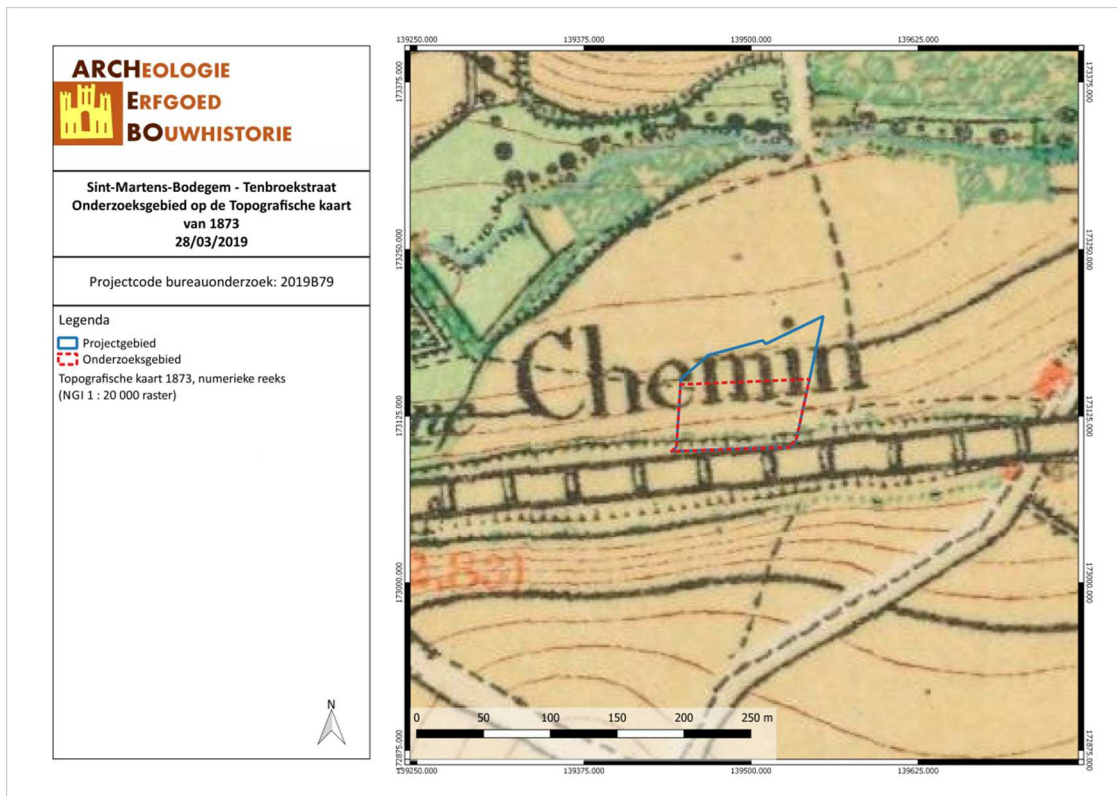 ARCHEOLOGIE
ERFGOED
BOUWHISTORIE
Sint-Martens-Bodegem - Tenbroekstraat
Onderzoeksgebied op de Topografische kaart
van 1873
28/03/2019
Projectcode bureauonderzoek: 2019B79
Legenda
Projectgebied
Onderzoeksgebied
Topografische kaart 1873, numerieke reeks
(NGI 1 : 20 000 raster)
N
139250.000 139375.000 139500.000 139625.000
173375.000 173375.000
173250.000 173250.000
Chemin
173125.000 173125.000
173000.000 173000.000
0 50 100 150 200 250 m
172875.000 172875.000
139250.000 139375.000 139500.000 139625.000